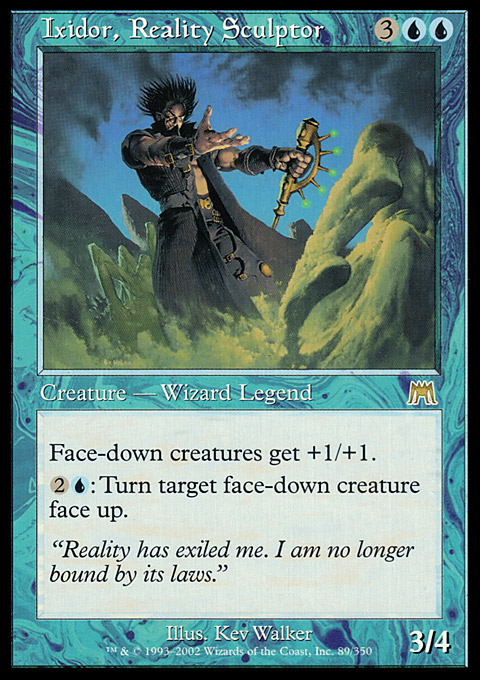 Ixidor, Reality Sculptor 3
Creature — Wizard Legend
Face-down creatures get +1/+1.
2: Turn target face-down creature
face up.
“Reality has exiled me. I am no longer
bound by its laws.”
Illus. Kev Walker
™ & © 1993-2002 Wizards of the Coast, Inc. 89/350
3/4